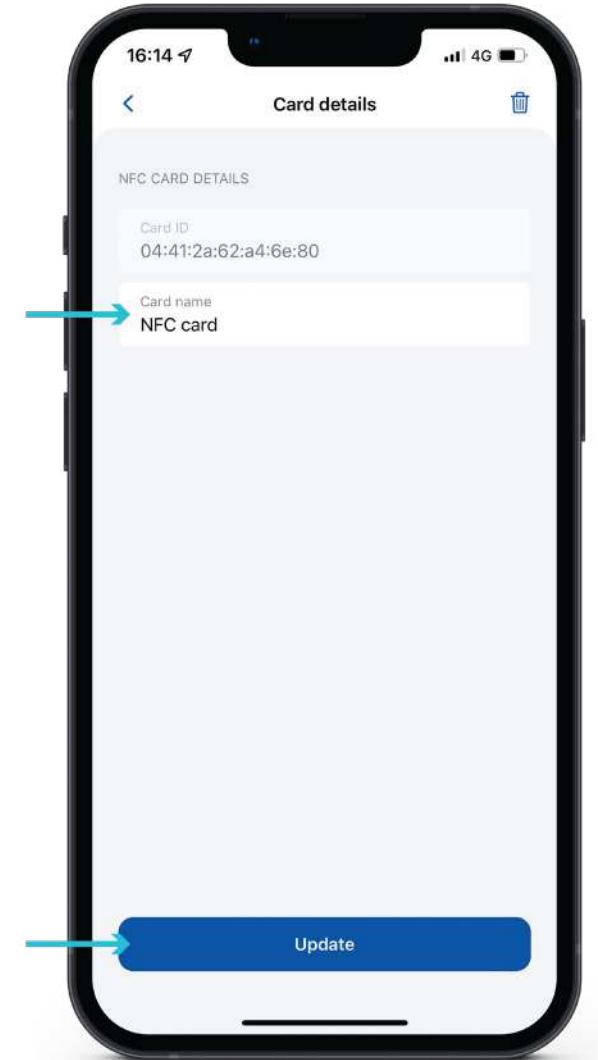 16:14
4G
Card details
NFC CARD DETAILS
Card ID
04:41:2a:62:a4:6e:80
Card name
NFC card
Update